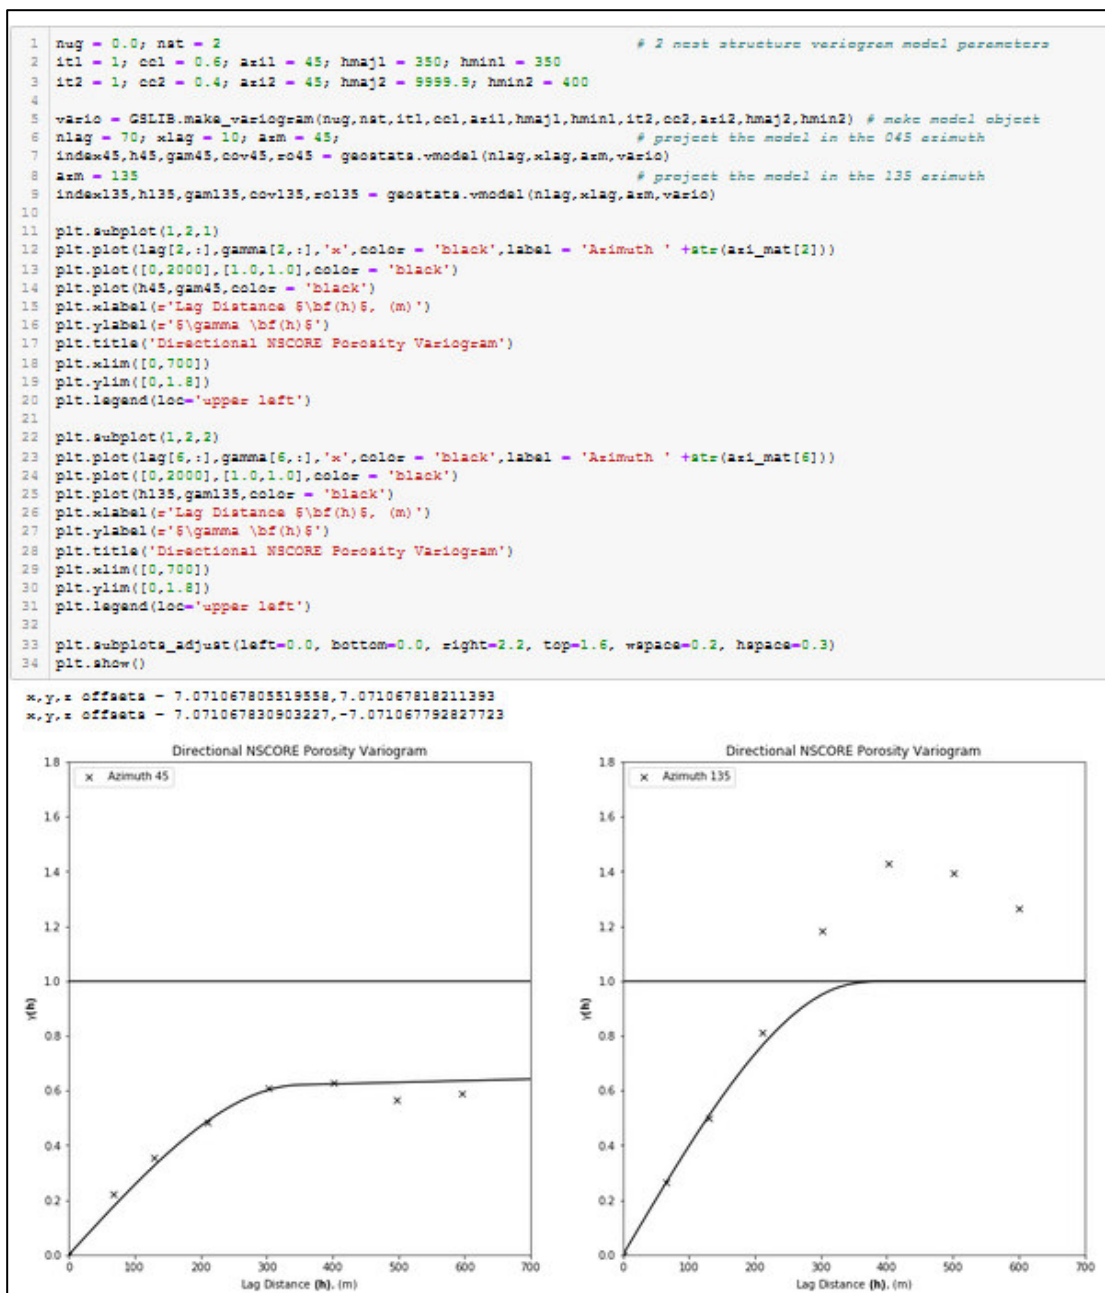 1 nug = 0.0; nst = 2 # 2 nest structure variogram model parameters
2 it1 = 1; cc1 = 0.6; azi1 = 45; hmaj1 = 350; hmin1 = 350
3 it2 = 1; cc2 = 0.4; azi2 = 45; hmaj2 = 9999.9; hmin2 = 400
4
5 vario = GSLIB.make_variogram(nug,nst,it1,cc1,azi1,hmaj1,hmin1,it2,cc2,azi2,hmaj2,hmin2) # make model object
6 nlag = 70; xlag = 10; azm = 45; # project the model in the 045 azimuth
7 index45,h45,gam45,cov45,ro45 = geostats.vmodel(nlag,xlag,azm,vario)
8 azm = 135 # project the model in the 135 azimuth
9 index135,h135,gam135,cov135,ro135 = geostats.vmodel(nlag,xlag,azm,vario)
10
11 plt.subplot(1,2,1)
12 plt.plot(lag[2,:],gamma[2,:],'x',color = 'black',label = 'Azimuth ' +str(azi_mat[2]))
13 plt.plot([0,2000],[1.0,1.0],color = 'black')
14 plt.plot(h45,gam45,color = 'black')
15 plt.xlabel(r'Lag Distance $\bf(h)$, (m)')
16 plt.ylabel(r'$\gamma \bf(h)$')
17 plt.title('Directional NSCORE Porosity Variogram')
18 plt.xlim([0,700])
19 plt.ylim([0,1.8])
20 plt.legend(loc='upper left')
21
22 plt.subplot(1,2,2)
23 plt.plot(lag[6,:],gamma[6,:],'x',color = 'black',label = 'Azimuth ' +str(azi_mat[6]))
24 plt.plot([0,2000],[1.0,1.0],color = 'black')
25 plt.plot(h135,gam135,color = 'black')
26 plt.xlabel(r'Lag Distance $\bf(h)$, (m)')
27 plt.ylabel(r'$\gamma \bf(h)$')
28 plt.title('Directional NSCORE Porosity Variogram')
29 plt.xlim([0,700])
30 plt.ylim([0,1.8])
31 plt.legend(loc='upper left')
32
33 plt.subplots_adjust(left=0.0, bottom=0.0, right=2.2, top=1.6, wspace=0.2, hspace=0.3)
34 plt.show()
x,y,z offsets = 7.071067805519558,7.071067818211393
x,y,z offsets = 7.071067830903227,-7.071067792827723
Directional NSCORE Porosity Variogram
Azimuth 45
1.8
1.6
1.4
1.2
1.0
0.8
0.6
0.4
0.2
0.0
γ(h)
0 100 200 300 400 500 600 700
Lag Distance (h), (m)
Directional NSCORE Porosity Variogram
Azimuth 135
1.8
1.6
1.4
1.2
1.0
0.8
0.6
0.4
0.2
0.0
γ(h)
0 100 200 300 400 500 600 700
Lag Distance (h), (m)